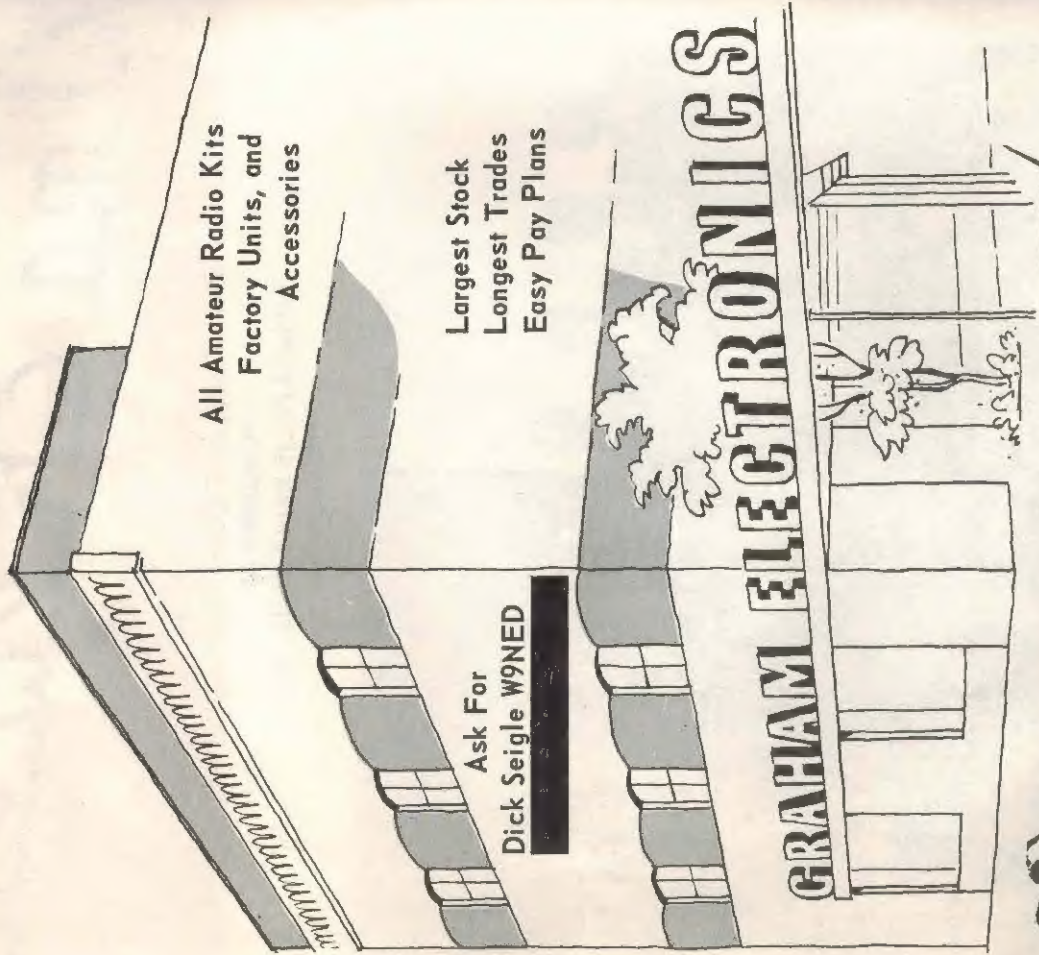 All Amateur Radio Kits
Factory Units, and
Accessories
Largest Stock
Longest Trades
Easy Pay Plans
Ask For
Dick Seigle W9NED
GRAHAM ELECTRONICS